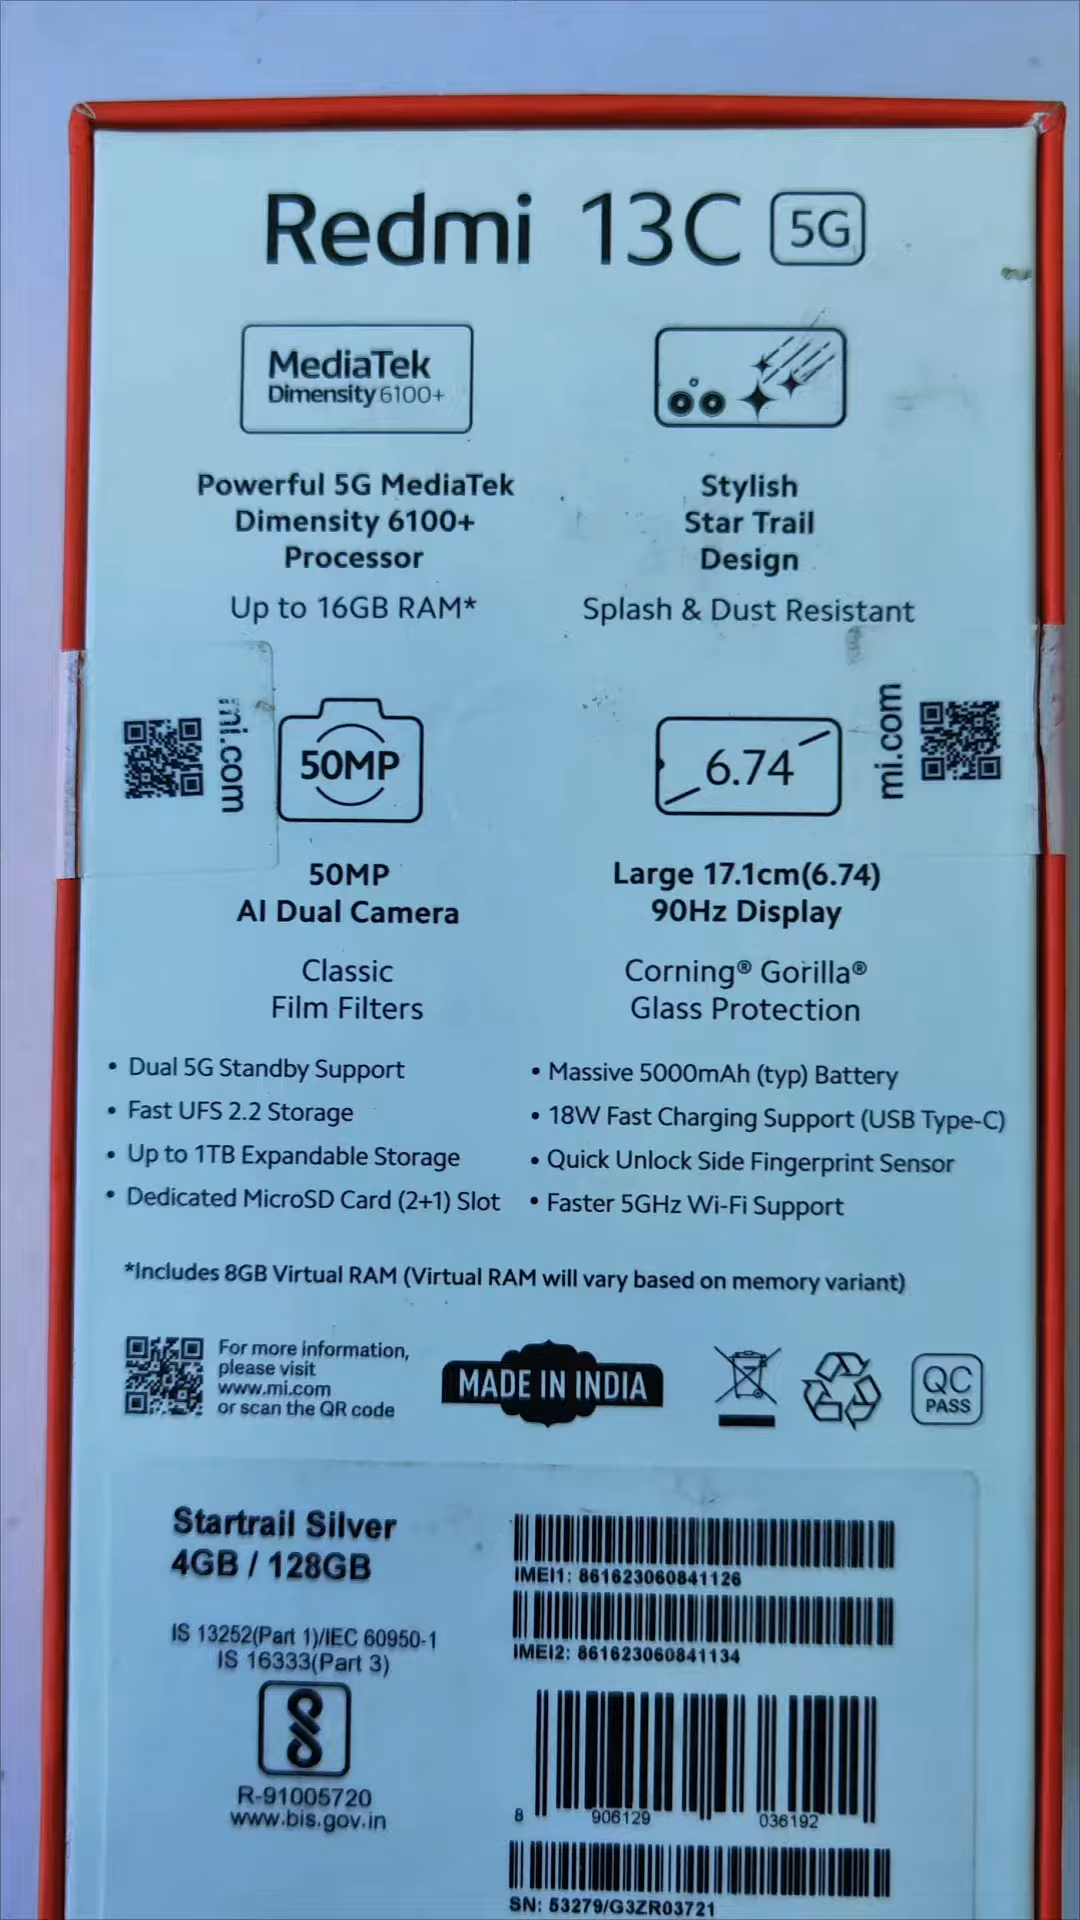 Redmi 13C 5G
MediaTek
Dimensity 6100+
Powerful 5G MediaTek
Dimensity 6100+
Processor
Up to 16GB RAM*
Stylish
Star Trail
Design
Splash & Dust Resistant
mi.com
50MP
50MP
AI Dual Camera
Classic
Film Filters
6.74
mi.com
Large 17.1cm(6.74)
90Hz Display
Corning® Gorilla®
Glass Protection
• Dual 5G Standby Support
• Fast UFS 2.2 Storage
• Up to 1TB Expandable Storage
• Dedicated MicroSD Card (2+1) Slot
• Massive 5000mAh (typ) Battery
• 18W Fast Charging Support (USB Type-C)
• Quick Unlock Side Fingerprint Sensor
• Faster 5GHz Wi-Fi Support
*Includes 8GB Virtual RAM (Virtual RAM will vary based on memory variant)
For more information,
please visit
www.mi.com
or scan the QR code
MADE IN INDIA
QC
PASS
Startrail Silver
4GB / 128GB
IS 13252(Part 1)/IEC 60950-1
IS 16333(Part 3)
R-91005720
www.bis.gov.in
IMEI1: 861623060841126
IMEI2: 861623060841134
8 906129 036192
SN: 53279/G3ZR03721